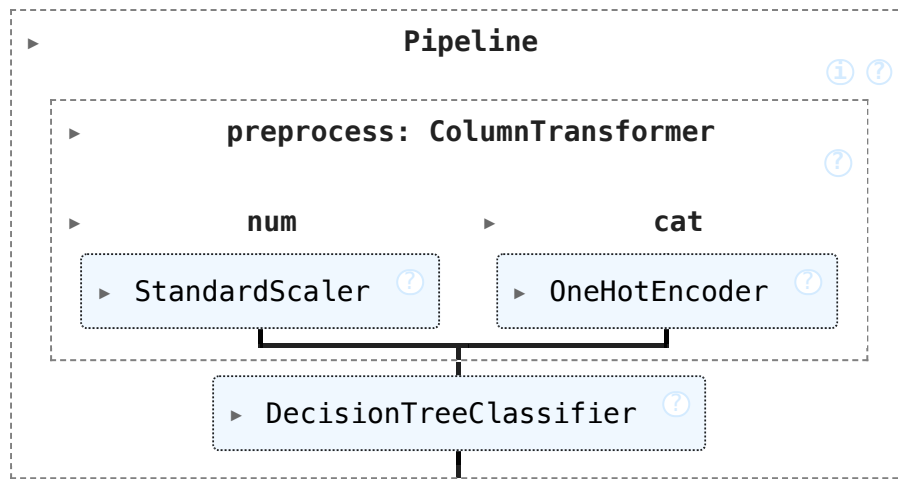 ▸ Pipeline
i ?
▸ preprocess: ColumnTransformer
?
▸ num ▸ cat
▸ StandardScaler ? ▸ OneHotEncoder ?
▸ DecisionTreeClassifier ?